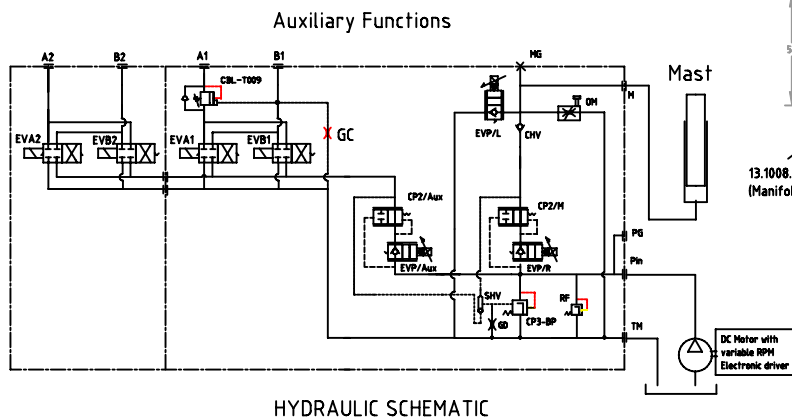 Auxiliary Functions
A2
B2
A1
B1
MG
CBL-T009
M
Mast
OM
EVP/L
CHV
EVA2
EVB2
EVA1
EVB1
GC
13.1008.
(Manifol
CP2/Aux
CP2/M
PG
EVP/Aux
EVP/R
Pin
SHV
RF
GD
CP3-BP
TM
DC Motor with
variable RPM
Electronic driver
HYDRAULIC SCHEMATIC